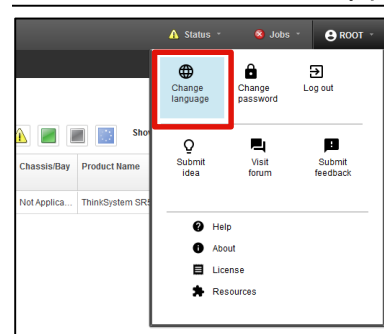 Status
Jobs
ROOT
Change language
Change password
Log out
Show
Submit idea
Visit forum
Submit feedback
Chassis/Bay
Product Name
Not Applica...
ThinkSystem SR
Help
About
License
Resources